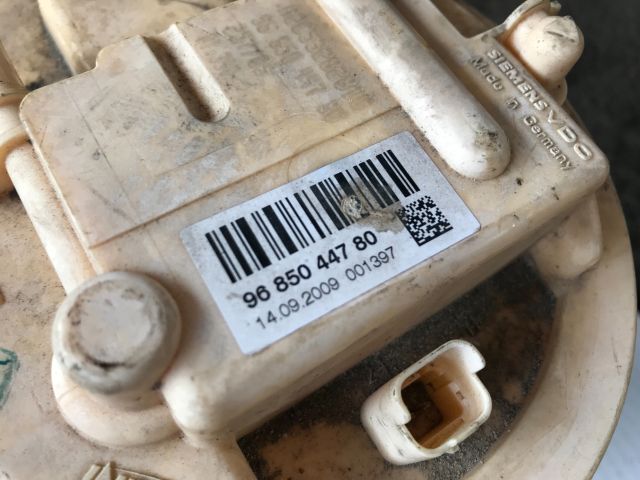 SIEMENS VDO
Made in Germany
96 850 447 80
14.09.2009 001397